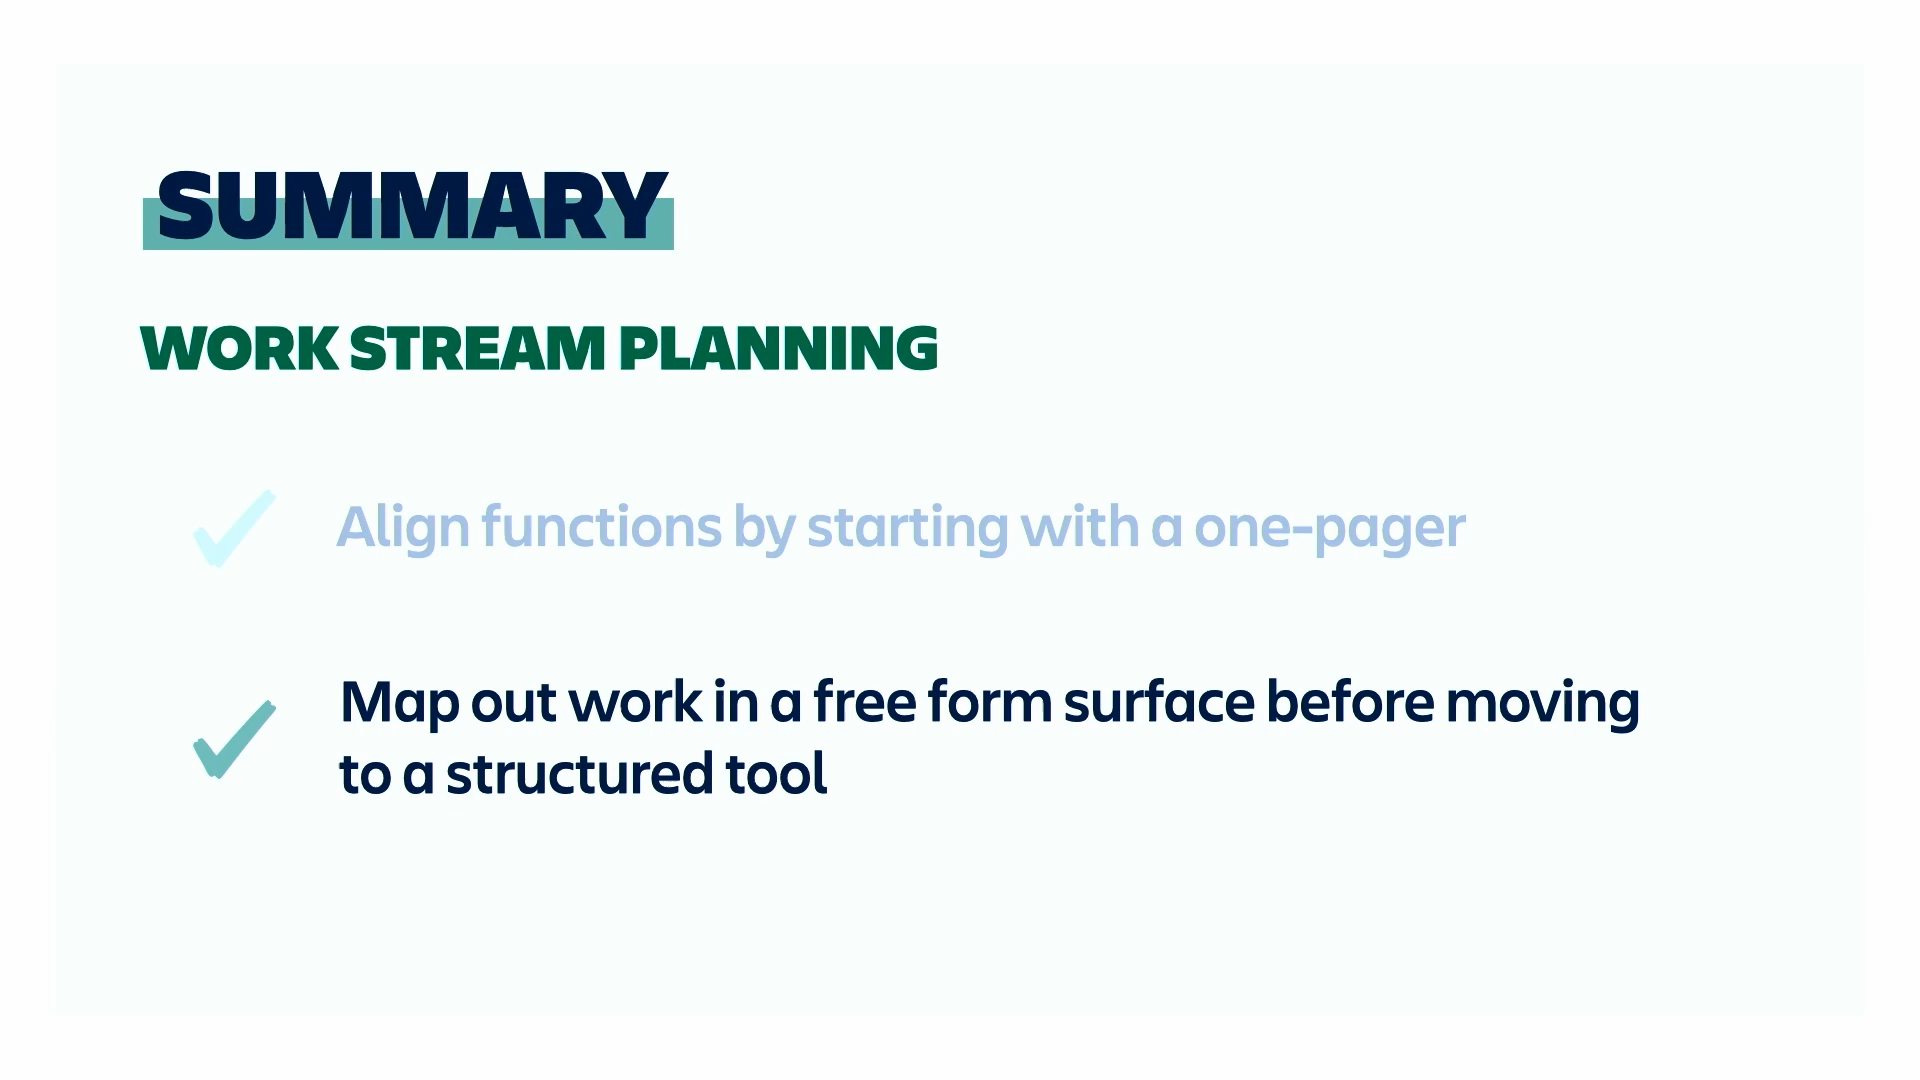 SUMMARY
WORK STREAM PLANNING
Align functions by starting with a one-pager
Map out work in a free form surface before moving
to a structured tool